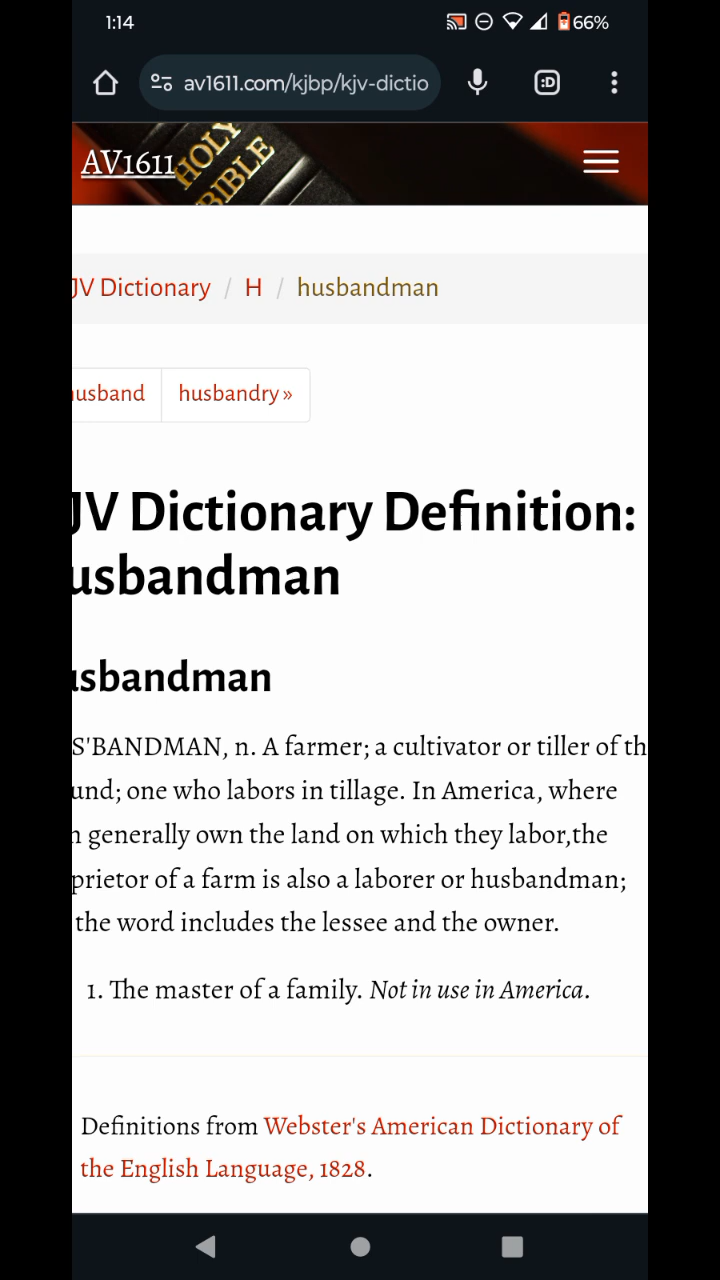 1:14
66%
av1611.com/kjbp/kjv-dictio
:D
AV1611
HOLY
BIBLE
JV Dictionary / H / husbandman
usband
husbandry »
JV Dictionary Definition:
usbandman
usbandman
S'BANDMAN, n. A farmer; a cultivator or tiller of th
und; one who labors in tillage. In America, where
n generally own the land on which they labor,the
prietor of a farm is also a laborer or husbandman;
the word includes the lessee and the owner.
1. The master of a family. Not in use in America.
Definitions from Webster's American Dictionary of
the English Language, 1828.